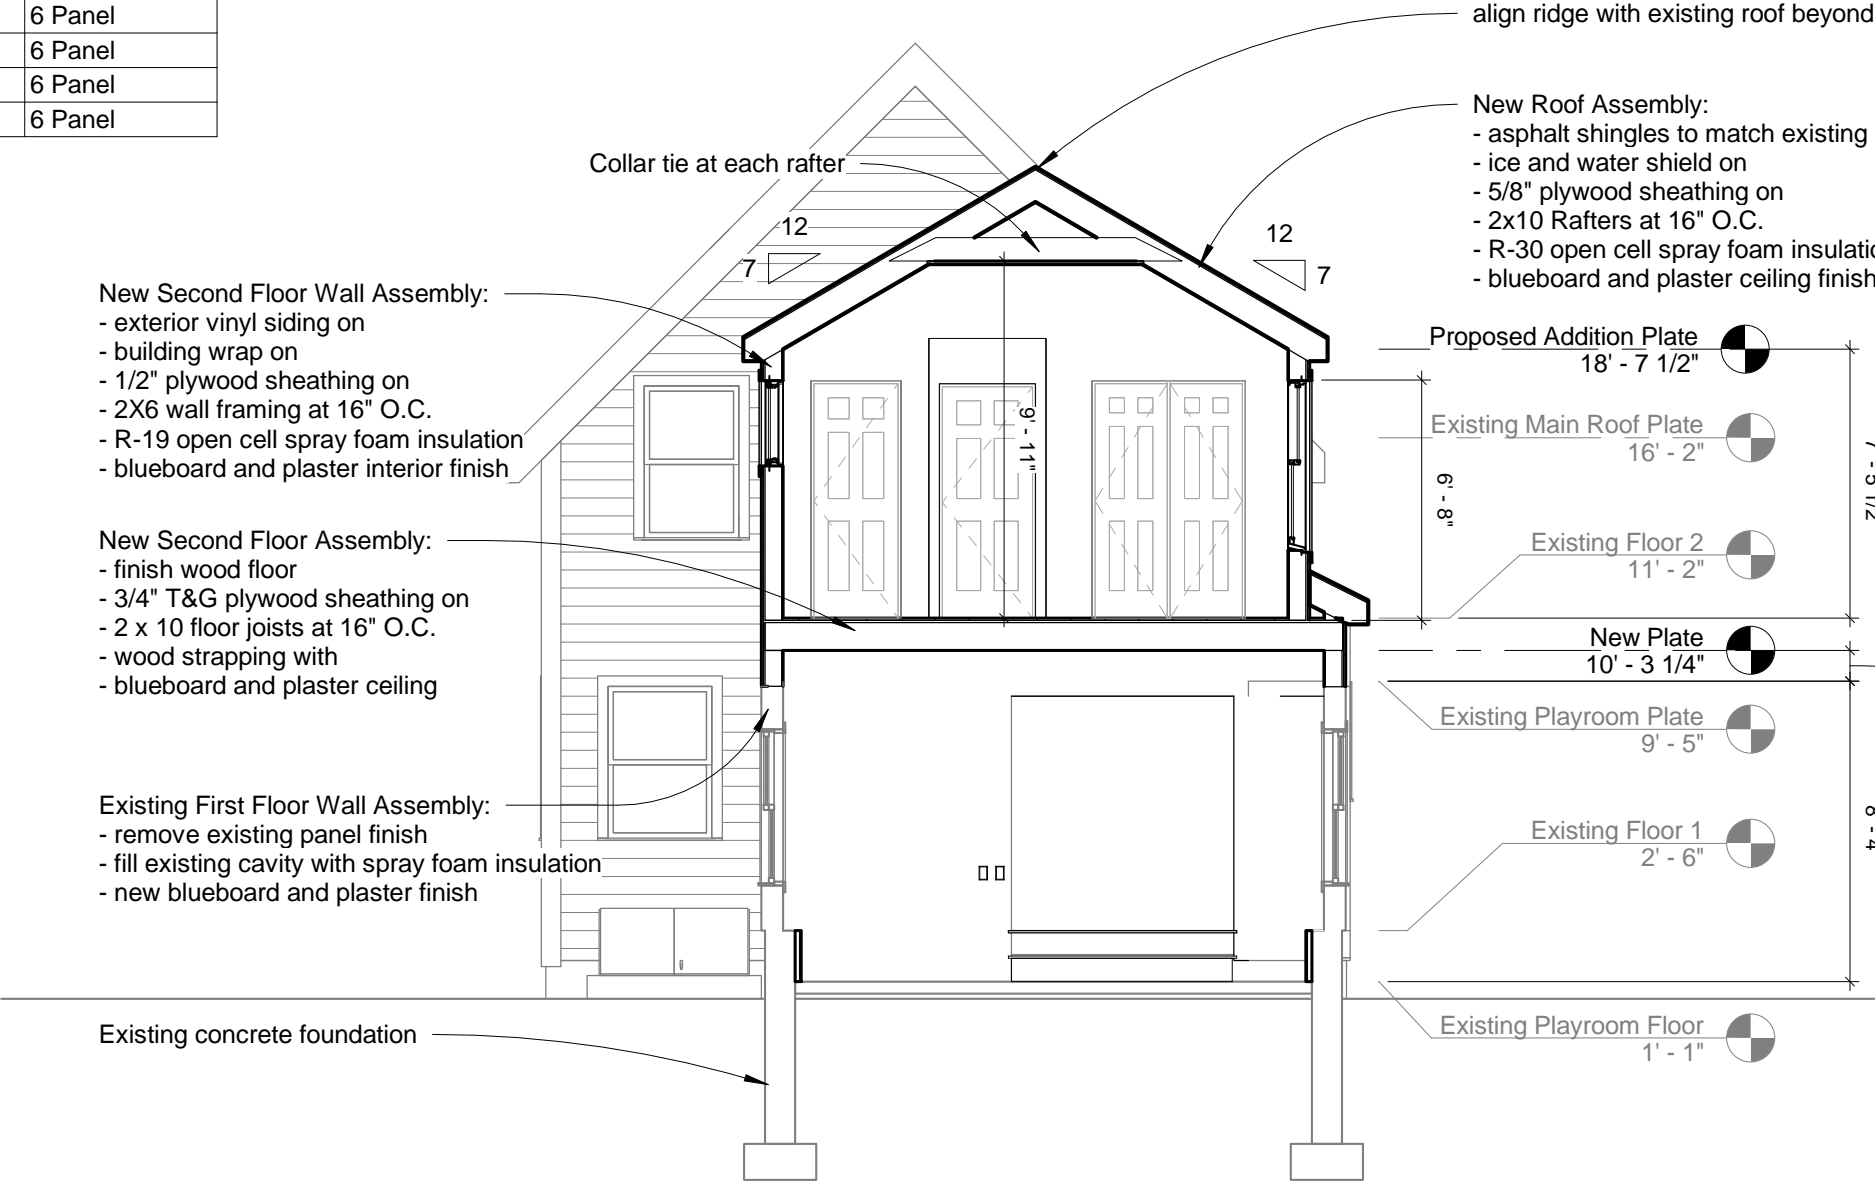 6 Panel
6 Panel
6 Panel
6 Panel
align ridge with existing roof beyond
New Roof Assembly:
- asphalt shingles to match existing
- ice and water shield on
- 5/8" plywood sheathing on
- 2x10 Rafters at 16" O.C.
- R-30 open cell spray foam
- blueboard and plaster ceiling finish
Collar tie at each rafter
12
7
12
7
New Second Floor Wall Assembly:
- exterior vinyl siding on
- building wrap on
- 1/2" plywood sheathing on
- 2X6 wall framing at 16" O.C.
- R-19 open cell spray foam insulation
- blueboard and plaster interior finish
New Second Floor Assembly:
- finish wood floor
- 3/4" T&G plywood sheathing on
- 2 x 10 floor joists at 16" O.C.
- wood strapping with
- blueboard and plaster ceiling
Existing First Floor Wall Assembly:
- remove existing panel finish
- fill existing cavity with spray foam insulation
- new blueboard and plaster finish
Existing concrete foundation
9' - 11"
6' - 8"
Proposed Addition Plate
18' - 7 1/2"
Existing Main Roof Plate
16' - 2"
Existing Floor 2
11' - 2"
New Plate
10' - 3 1/4"
Existing Playroom Plate
9' - 5"
Existing Floor 1
2' - 6"
Existing Playroom Floor
1' - 1"